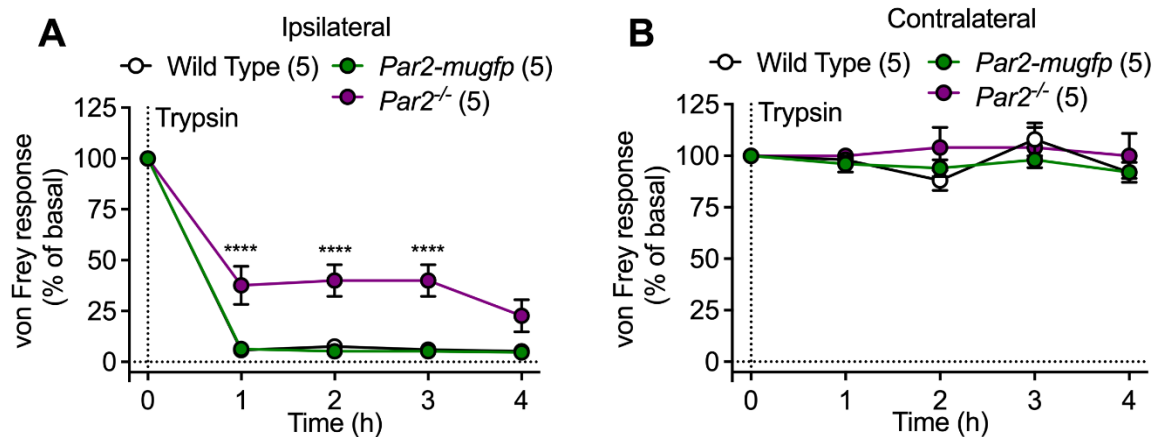 A
Ipsilateral
Wild Type (5)
Par2-mugfp (5)
Par2-/- (5)
von Frey response
(% of basal)
125
100
75
50
25
0
Trypsin
****
****
****
0 1 2 3 4
Time (h)
B
Contralateral
Wild Type (5)
Par2-mugfp (5)
Par2-/- (5)
von Frey response
(% of basal)
125
100
75
50
25
0
Trypsin
0 1 2 3 4
Time (h)